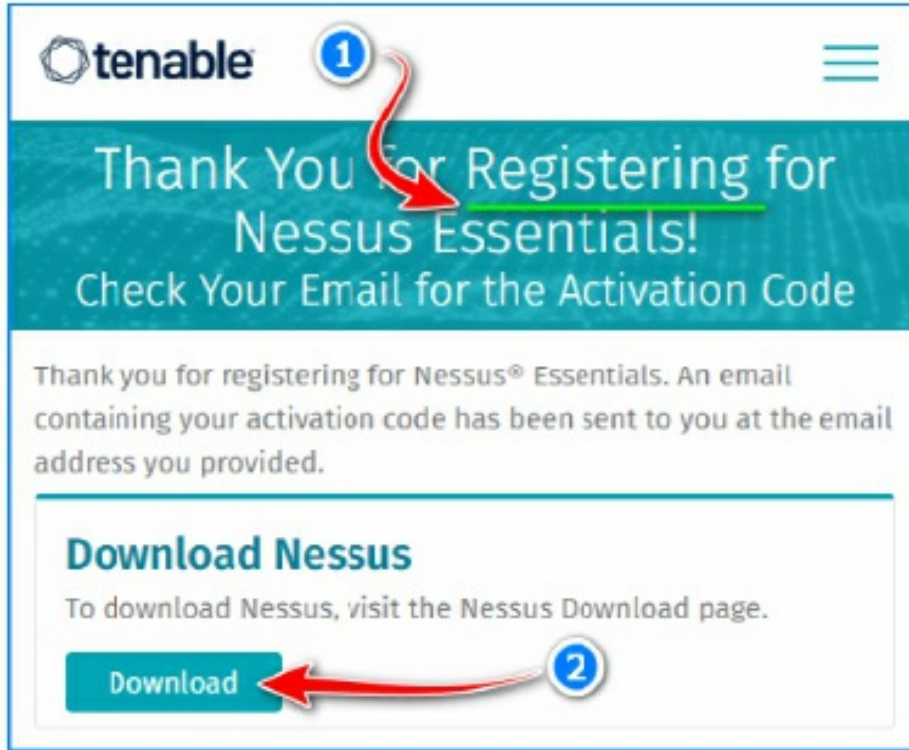 tenable
1
Thank You for Registering for
Nessus Essentials!
Check Your Email for the Activation Code
Thank you for registering for Nessus® Essentials. An email
containing your activation code has been sent to you at the email
address you provided.
Download Nessus
To download Nessus, visit the Nessus Download page.
Download
2